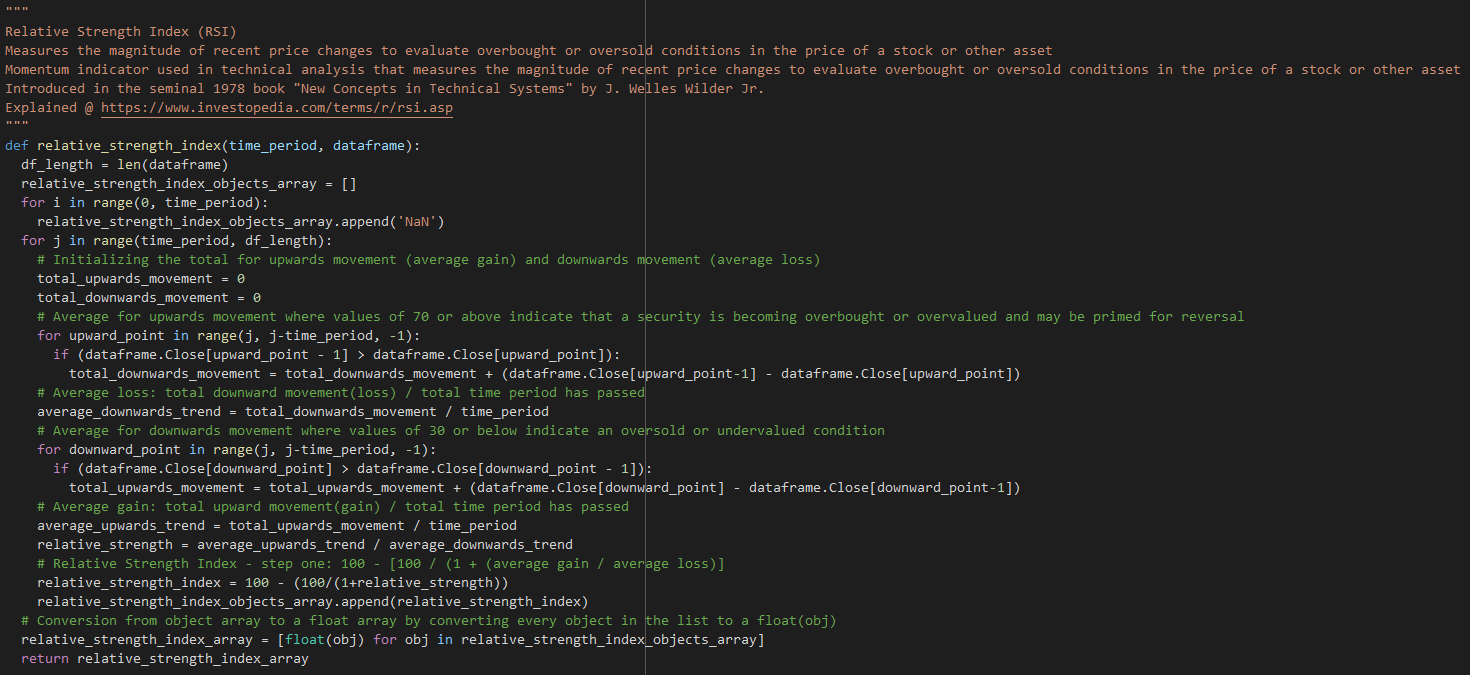 """
Relative Strength Index (RSI)
Measures the magnitude of recent price changes to evaluate overbought or oversold conditions in the price of a stock or other asset
Momentum indicator used in technical analysis that measures the magnitude of recent price changes to evaluate overbought or oversold conditions in the price of a stock or other asset
Introduced in the seminal 1978 book "New Concepts in Technical Systems" by J. Welles Wilder Jr.
Explained @ https://www.investopedia.com/terms/r/rsi.asp
"""
def relative_strength_index(time_period, dataframe):
  df_length = len(dataframe)
  relative_strength_index_objects_array = []
  for i in range(0, time_period):
    relative_strength_index_objects_array.append('NaN')
  for j in range(time_period, df_length):
    # Initializing the total for upwards movement (average gain) and downwards movement (average loss)
    total_upwards_movement = 0
    total_downwards_movement = 0
    # Average for upwards movement where values of 70 or above indicate that a security is becoming overbought or overvalued and may be primed for reversal
    for upward_point in range(j, j-time_period, -1):
      if (dataframe.Close[upward_point - 1] > dataframe.Close[upward_point]):
        total_downwards_movement = total_downwards_movement + (dataframe.Close[upward_point-1] - dataframe.Close[upward_point])
    # Average loss: total downward movement(loss) / total time period has passed
    average_downwards_trend = total_downwards_movement / time_period
    # Average for downwards movement where values of 30 or below indicate an oversold or undervalued condition
    for downward_point in range(j, j-time_period, -1):
      if (dataframe.Close[downward_point] > dataframe.Close[downward_point - 1]):
        total_upwards_movement = total_upwards_movement + (dataframe.Close[downward_point] - dataframe.Close[downward_point-1])
    # Average gain: total upward movement(gain) / total time period has passed
    average_upwards_trend = total_upwards_movement / time_period
    relative_strength = average_upwards_trend / average_downwards_trend
    # Relative Strength Index - step one: 100 - [100 / (1 + (average gain / average loss)]
    relative_strength_index = 100 - (100/(1+relative_strength))
    relative_strength_index_objects_array.append(relative_strength_index)
  # Conversion from object array to a float array by converting every object in the list to a float(obj)
  relative_strength_index_array = [float(obj) for obj in relative_strength_index_objects_array]
  return relative_strength_index_array